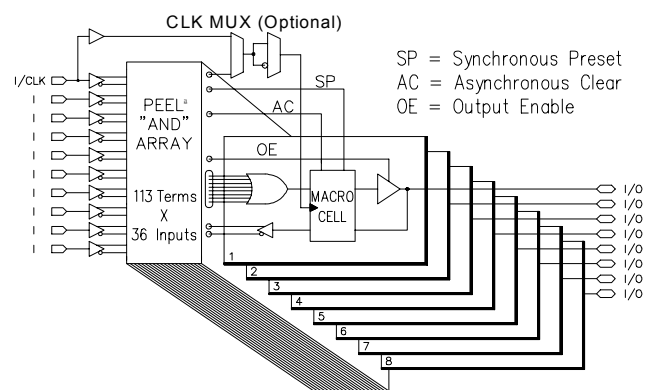 CLK MUX (Optional)
SP = Synchronous Preset
AC = Asynchronous Clear
OE = Output Enable
I/CLK
I
I
I
I
I
I
I
I
I
PEELª
"AND"
ARRAY
113 Terms
X
36 Inputs
SP
AC
OE
MACRO
CELL
I/O
I/O
I/O
I/O
I/O
I/O
I/O
I/O
1
2
3
4
5
6
7
8